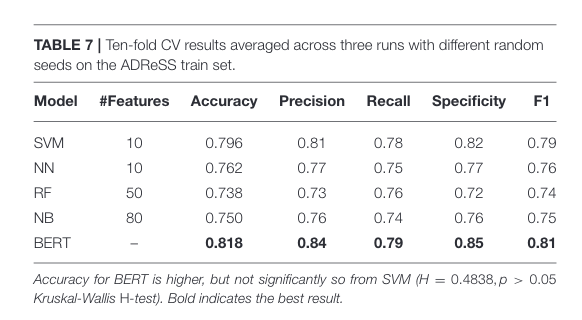 TABLE 7 | Ten-fold CV results averaged across three runs with different random
seeds on the ADReSS train set.
Model #Features Accuracy Precision Recall Specificity F1
SVM 10 0.796 0.81 0.78 0.82 0.79
NN 10 0.762 0.77 0.75 0.77 0.76
RF 50 0.738 0.73 0.76 0.72 0.74
NB 80 0.750 0.76 0.74 0.76 0.75
BERT – 0.818 0.84 0.79 0.85 0.81
Accuracy for BERT is higher, but not significantly so from SVM (H = 0.4838, p > 0.05
Kruskal-Wallis H-test). Bold indicates the best result.